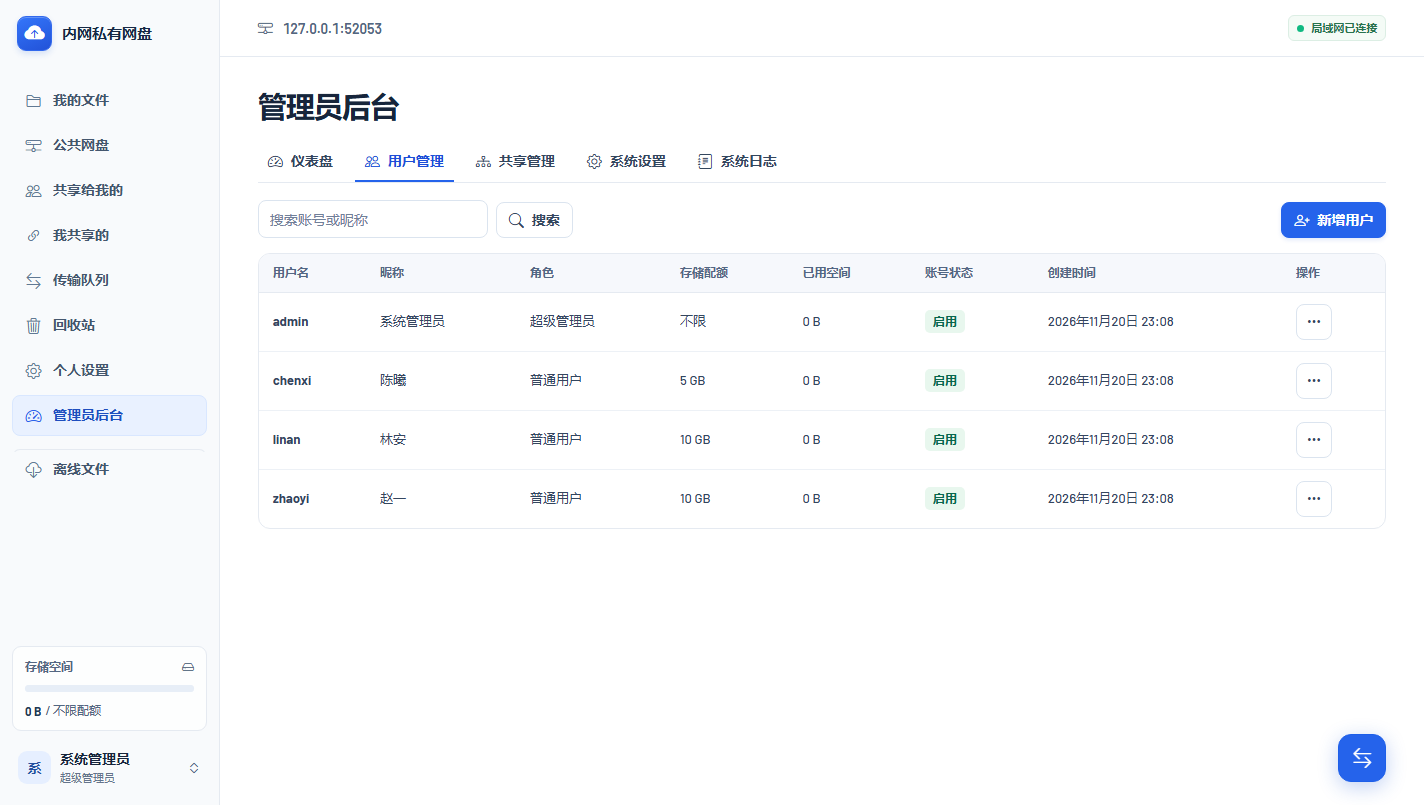 内网私有网盘
127.0.0.1:52053
局域网已连接
我的文件
公共网盘
共享给我的
我共享的
传输队列
回收站
个人设置
管理员后台
离线文件
存储空间
0 B / 不限配额
系
系统管理员
超级管理员
管理员后台
仪表盘 用户管理 共享管理 系统设置 系统日志
搜索账号或昵称 搜索 新增用户
用户名 昵称 角色 存储配额 已用空间 账号状态 创建时间 操作
admin 系统管理员 超级管理员 不限 0 B 启用 2026年11月20日 23:08
chenxi 陈曦 普通用户 5 GB 0 B 启用 2026年11月20日 23:08
linan 林安 普通用户 10 GB 0 B 启用 2026年11月20日 23:08
zhaoyi 赵一 普通用户 10 GB 0 B 启用 2026年11月20日 23:08